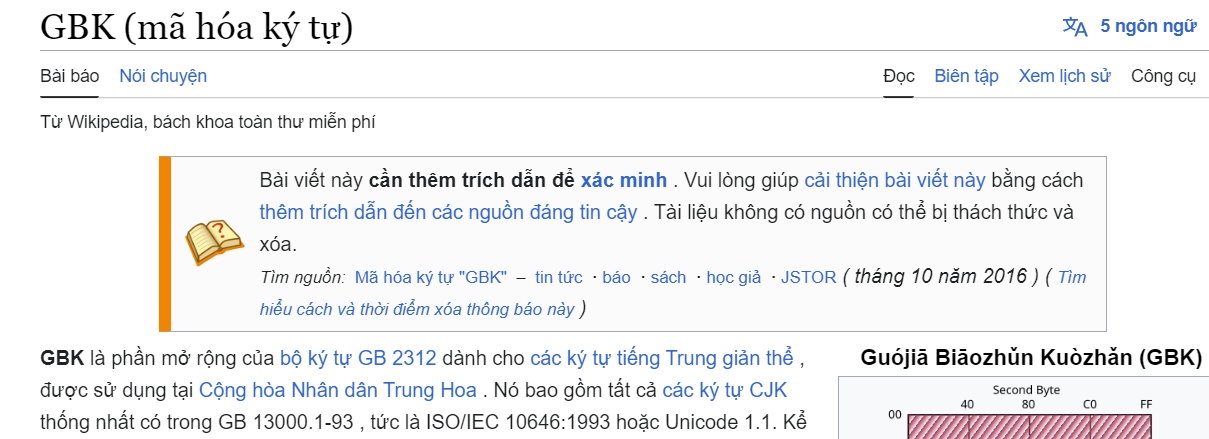 GBK (mã hóa ký tự)
5 ngôn ngữ
Bài báo Nói chuyện Đọc Biên tập Xem lịch sử Công cụ
Từ Wikipedia, bách khoa toàn thư miễn phí
Bài viết này cần thêm trích dẫn để xác minh . Vui lòng giúp cải thiện bài viết này bằng cách
thêm trích dẫn đến các nguồn đáng tin cậy . Tài liệu không có nguồn có thể bị thách thức và
xóa.
Tìm nguồn: Mã hóa ký tự "GBK" – tin tức · báo · sách · học giả · JSTOR ( tháng 10 năm 2016 ) ( Tìm
hiểu cách và thời điểm xóa thông báo này )
GBK là phần mở rộng của bộ ký tự GB 2312 dành cho các ký tự tiếng Trung giản thể ,
được sử dụng tại Cộng hòa Nhân dân Trung Hoa . Nó bao gồm tất cả các ký tự CJK
thống nhất có trong GB 13000.1-93 , tức là ISO/IEC 10646:1993 hoặc Unicode 1.1. Kể
Guójiā Biāozhǔn Kuòzhǎn (GBK)
Second Byte
40 80 C0 FF
00